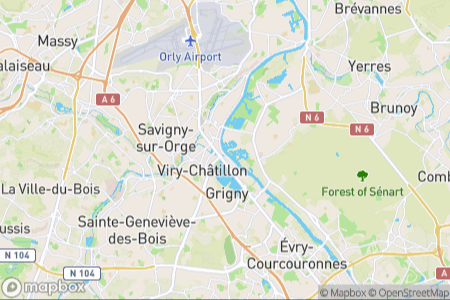 Brévannes
Massy
Orly Airport
alaiseau
Yerres
A 6
Brunoy
N 6
N 6
Savigny-
sur-Orge
Viry-Châtillon
Forest of Sénart
Comb
La Ville-du-Bois
Grigny
Sainte-Geneviève-
des-Bois
ussis
Évry-
Courcouronnes
N 104
N 104
A
mapbox
© Mapbox © OpenStreetMap